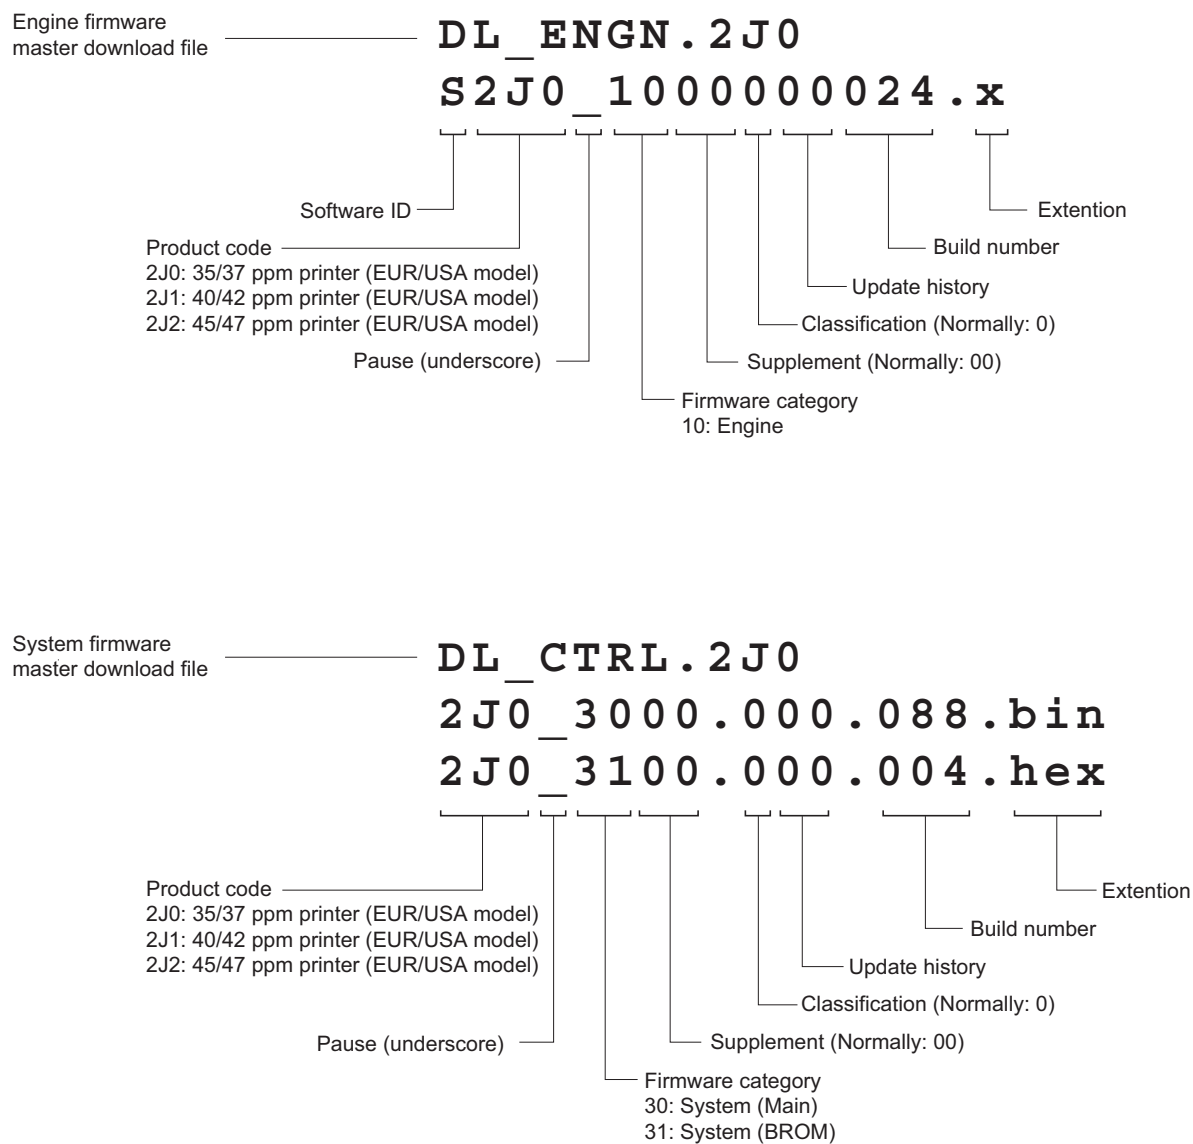 Engine firmware
master download file
DL_ENGN.2J0
S2J0_1000000024.x
Software ID
Extention
Product code
2J0: 35/37 ppm printer (EUR/USA model)
2J1: 40/42 ppm printer (EUR/USA model)
2J2: 45/47 ppm printer (EUR/USA model)
Build number
Update history
Classification (Normally: 0)
Pause (underscore)
Supplement (Normally: 00)
Firmware category
10: Engine
System firmware
master download file
DL_CTRL.2J0
2J0_3000.000.088.bin
2J0_3100.000.004.hex
Product code
2J0: 35/37 ppm printer (EUR/USA model)
2J1: 40/42 ppm printer (EUR/USA model)
2J2: 45/47 ppm printer (EUR/USA model)
Extention
Build number
Update history
Classification (Normally: 0)
Pause (underscore)
Supplement (Normally: 00)
Firmware category
30: System (Main)
31: System (BROM)